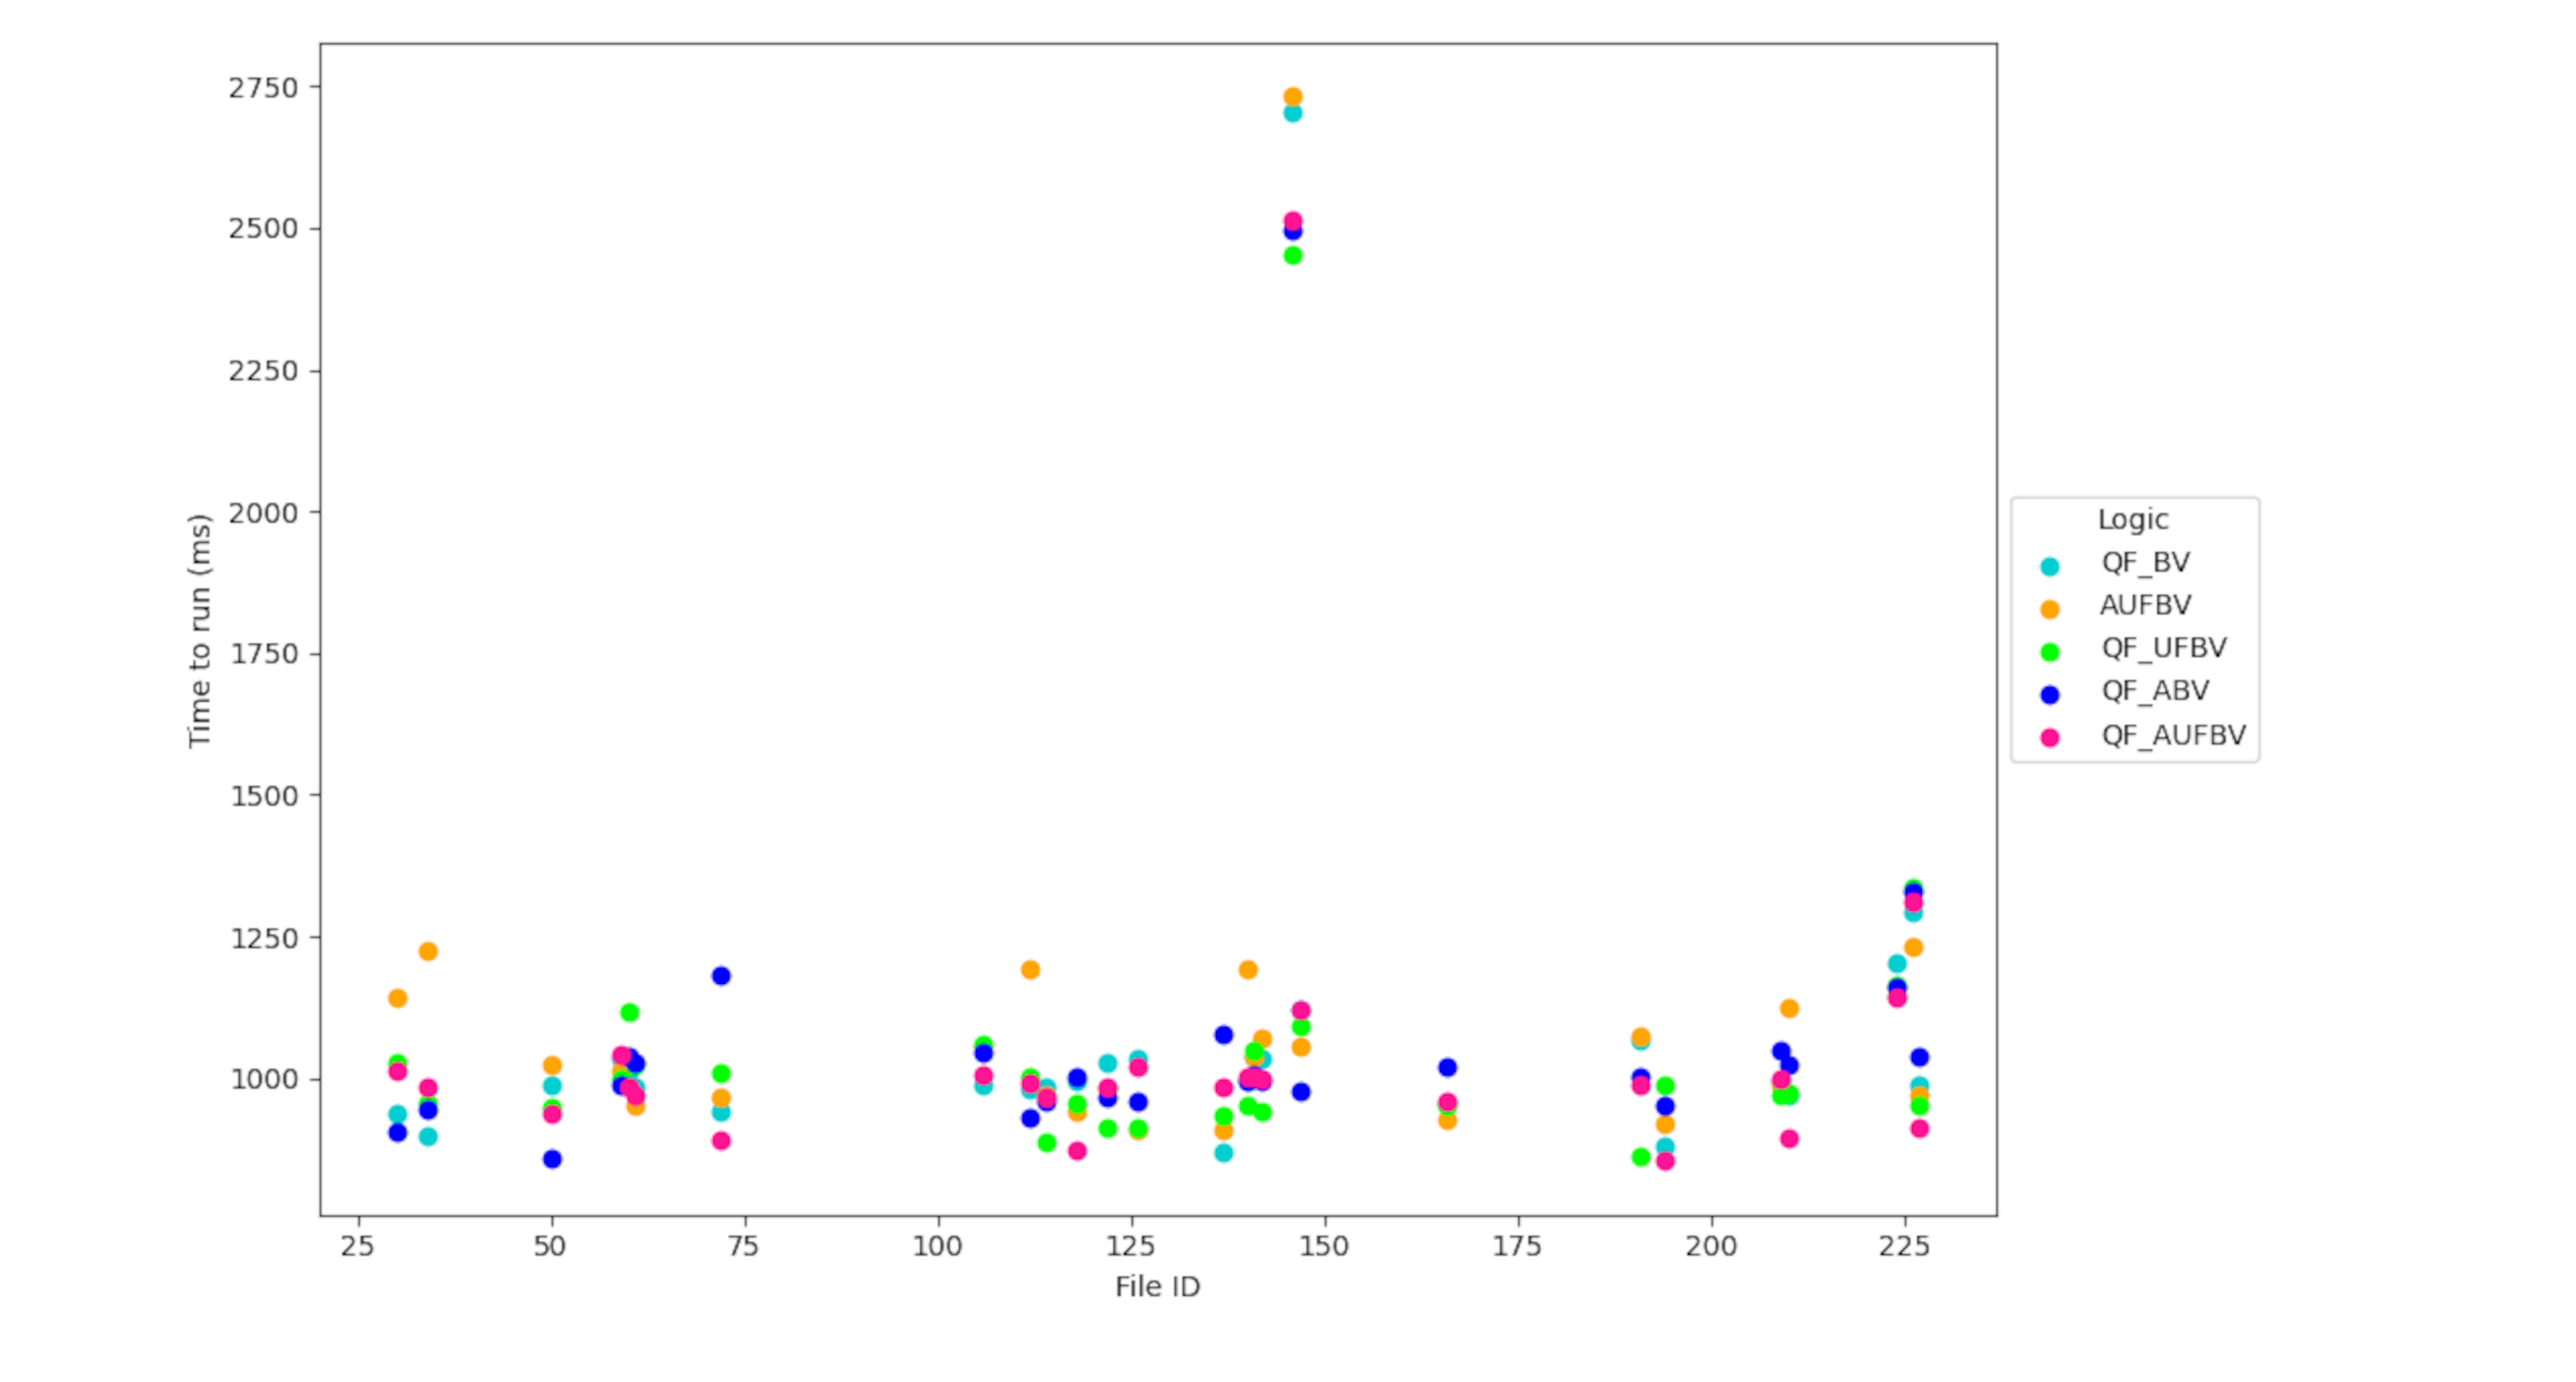 2750
2500
2250
2000
1750
1500
1250
1000
Time to run (ms)
25 50 75 100 125 150 175 200 225
File ID
Logic
QF_BV
AUFBV
QF_UFBV
QF_ABV
QF_AUFBV